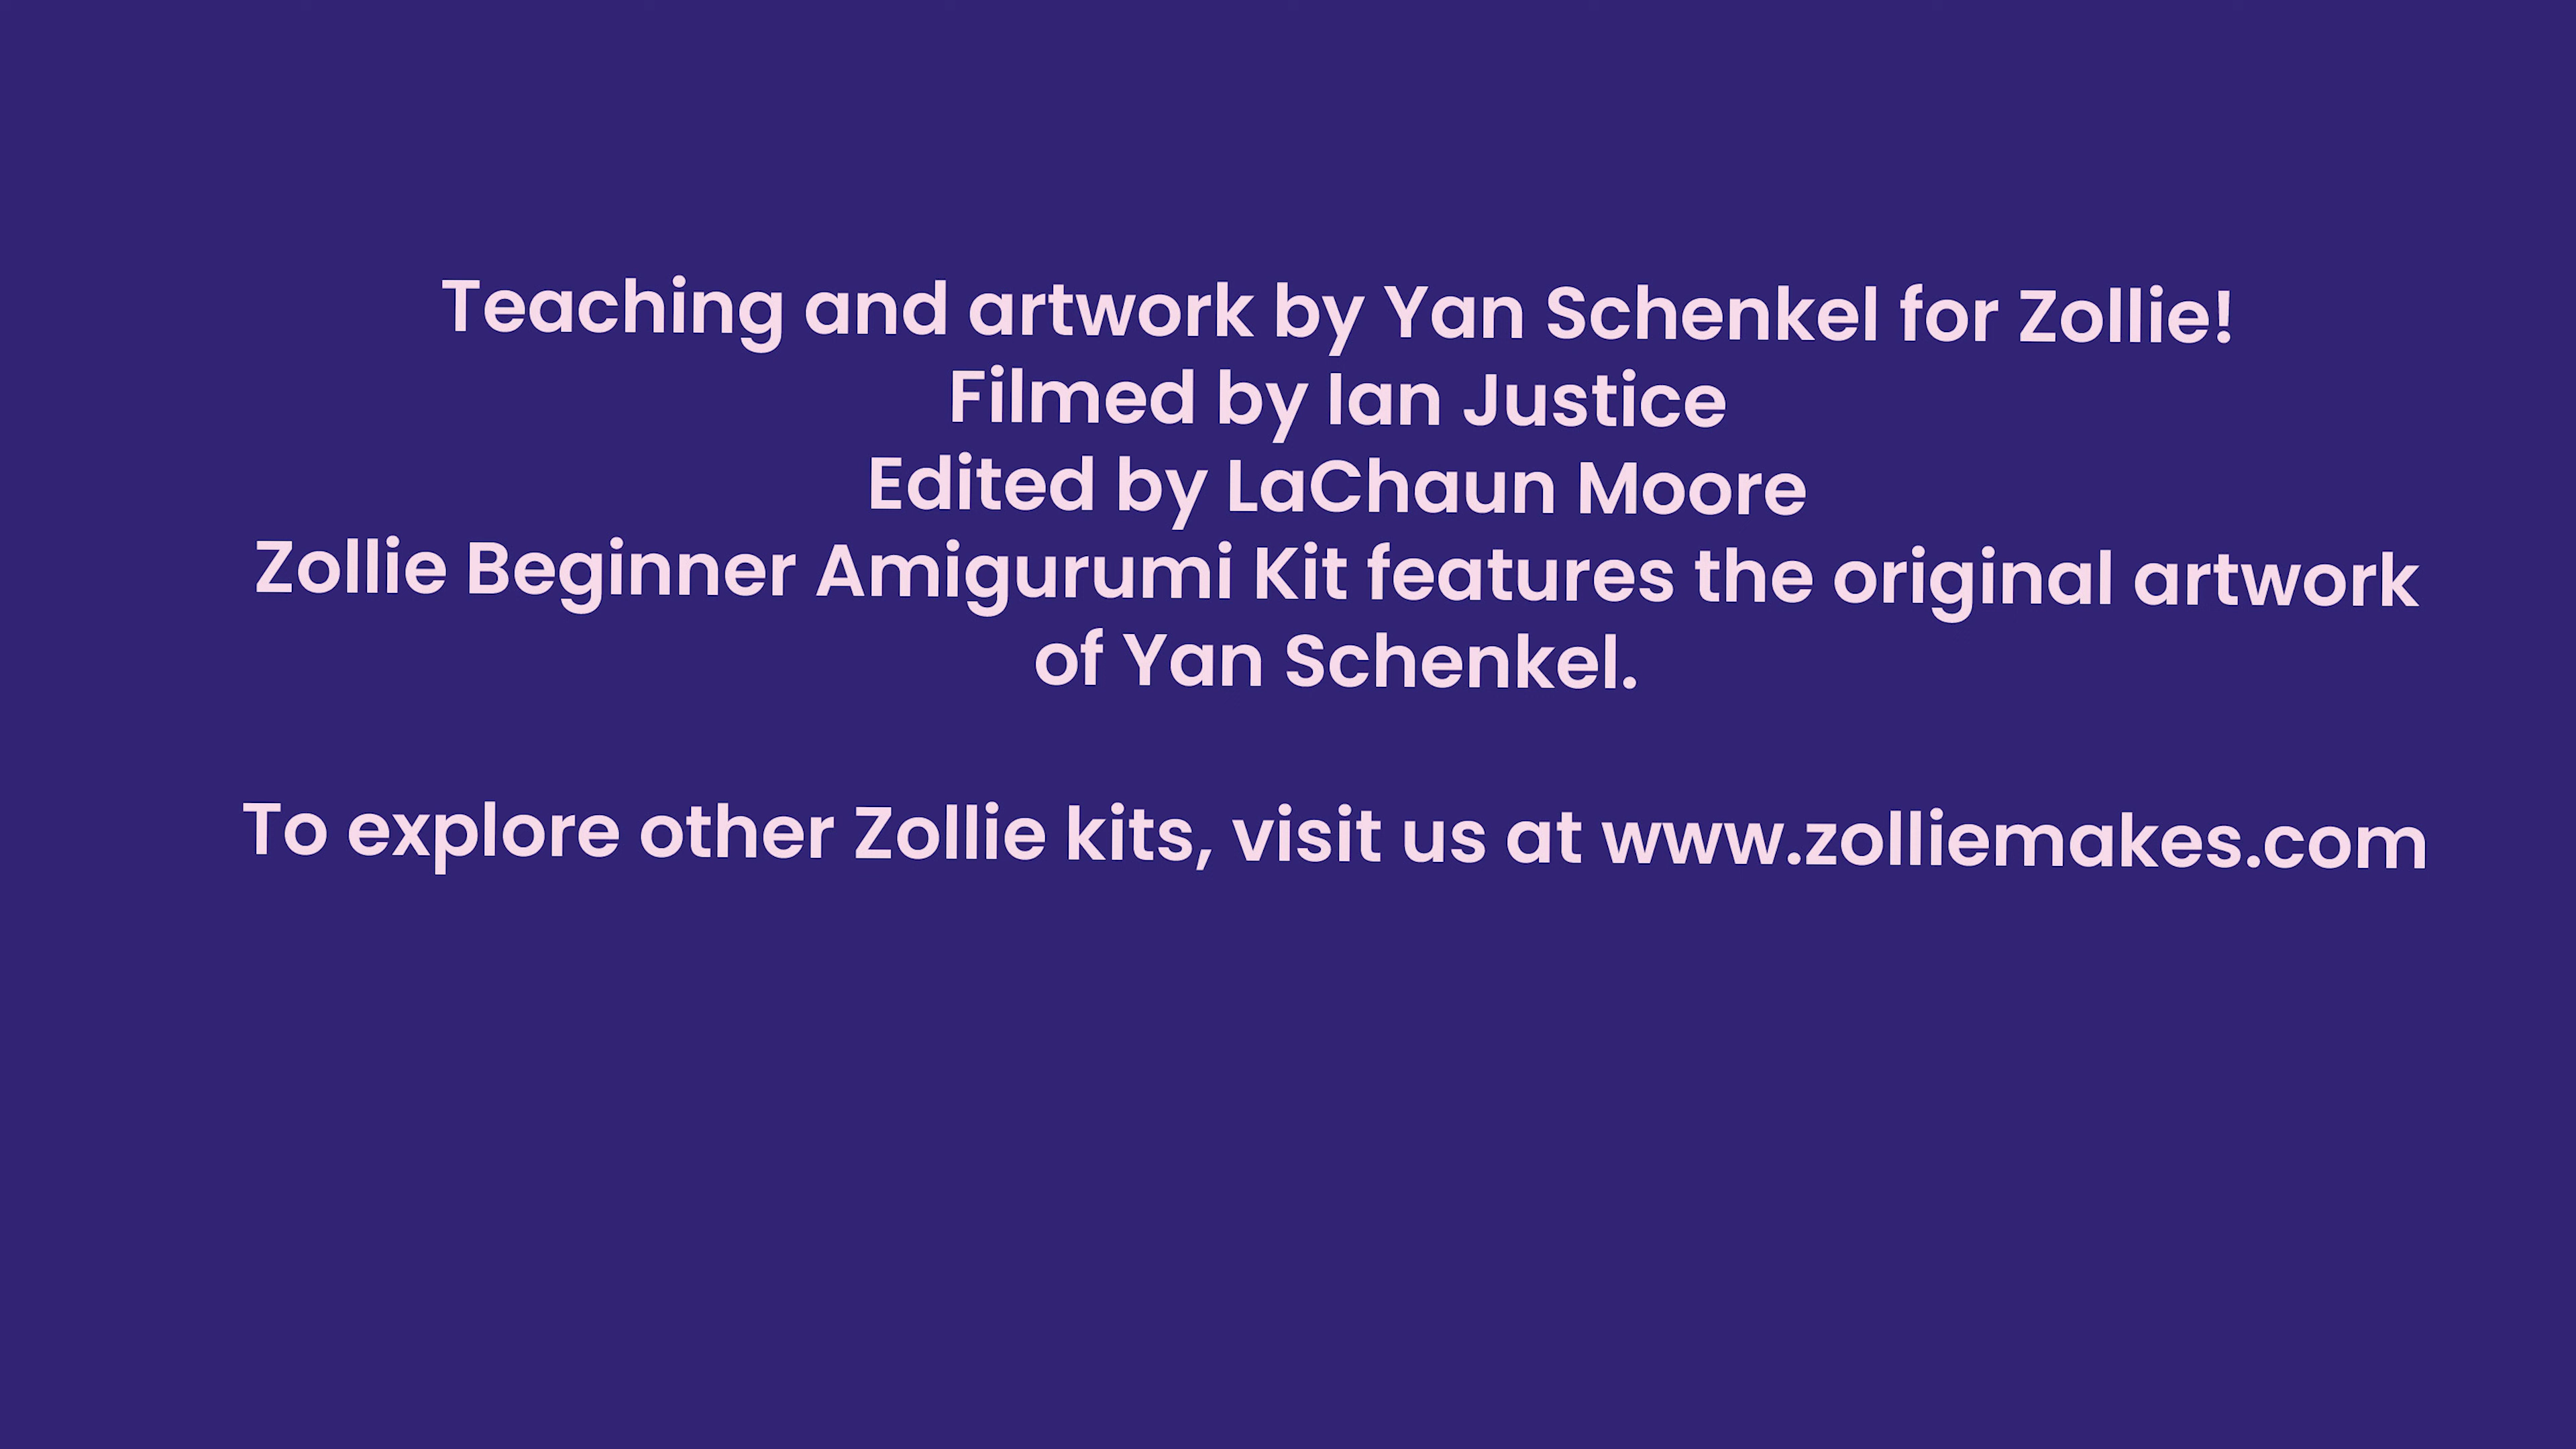 Teaching and artwork by Yan Schenkel for Zollie!
Filmed by Ian Justice
Edited by LaChaun Moore
Zollie Beginner Amigurumi Kit features the original artwork
of Yan Schenkel.
To explore other Zollie kits, visit us at www.zolliemakes.com